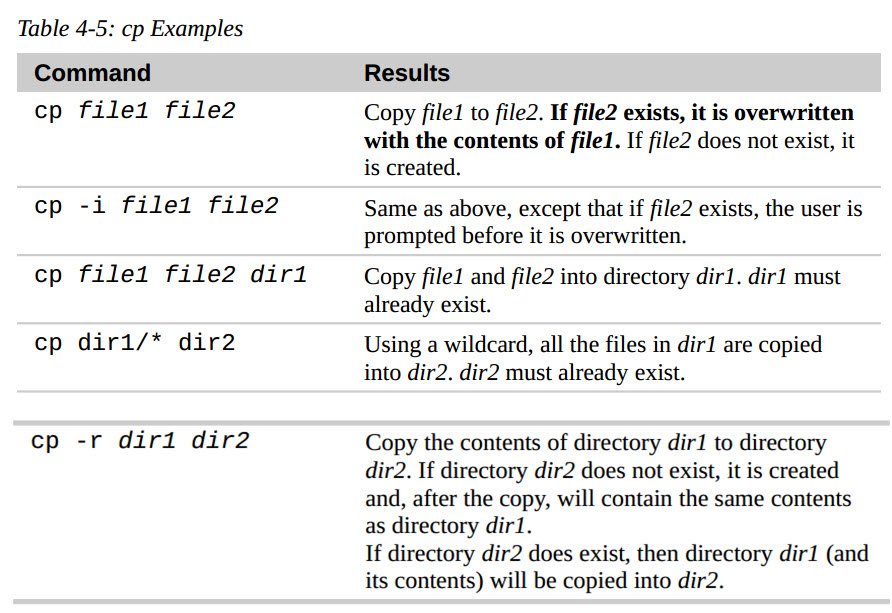 Table 4-5: cp Examples
Command Results
cp file1 file2
Copy file1 to file2. If file2 exists, it is overwritten
with the contents of file1. If file2 does not exist, it
is created.
cp -i file1 file2
Same as above, except that if file2 exists, the user is
prompted before it is overwritten.
cp file1 file2 dir1
Copy file1 and file2 into directory dir1. dir1 must
already exist.
cp dir1/* dir2
Using a wildcard, all the files in dir1 are copied
into dir2. dir2 must already exist.
cp -r dir1 dir2
Copy the contents of directory dir1 to directory
dir2. If directory dir2 does not exist, it is created
and, after the copy, will contain the same contents
as directory dir1.
If directory dir2 does exist, then directory dir1 (and
its contents) will be copied into dir2.